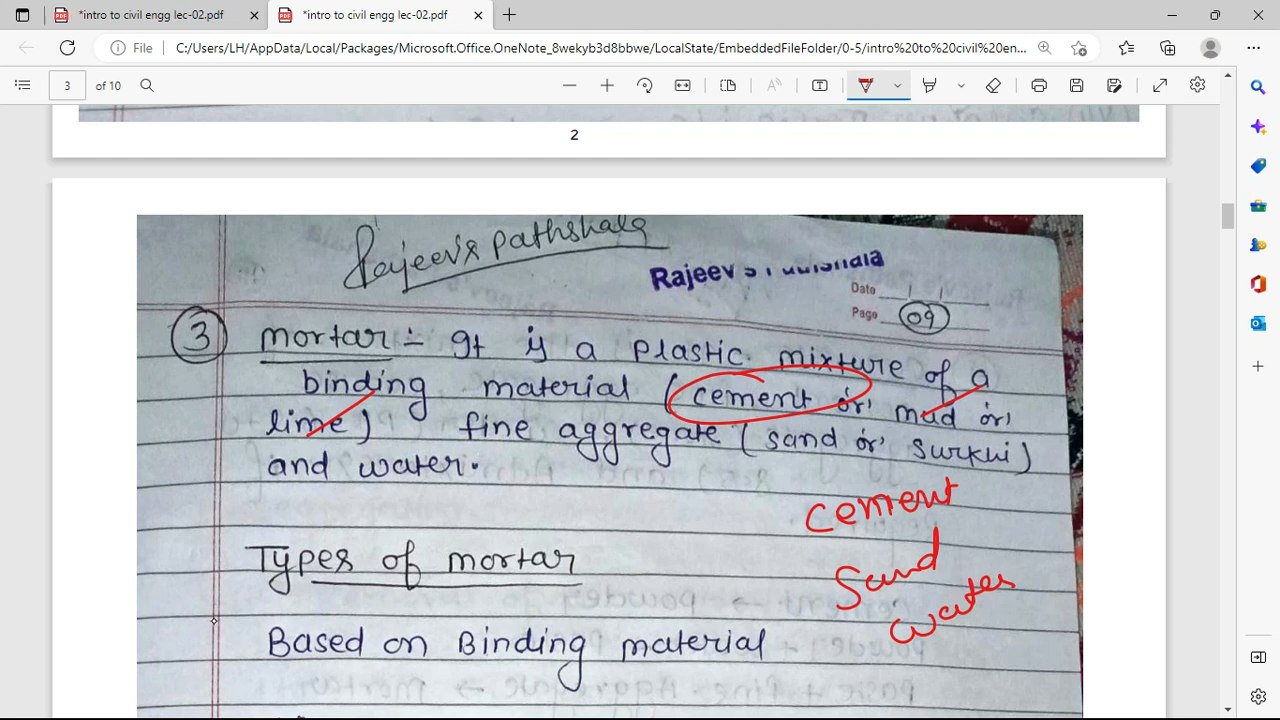 *intro to civil engg lec-02.pdf
*intro to civil engg lec-02.pdf
File
C:/Users/LH/AppData/Local/Packages/Microsoft.Office.OneNote_8wekyb3d8bbwe/LocalState/EmbeddedFileFolder/0-5/intro%20to%20civil%20en...
3 of 10
2
Rajeev's Pathshala
Rajeev
Date
Page 09
3 mortar:- It is a plastic mixture of a
binding material (cement or mud or
lime) fine aggregate (sand or surkhi)
and water.
cement
Sand
water
Types of mortar
Based on Binding material